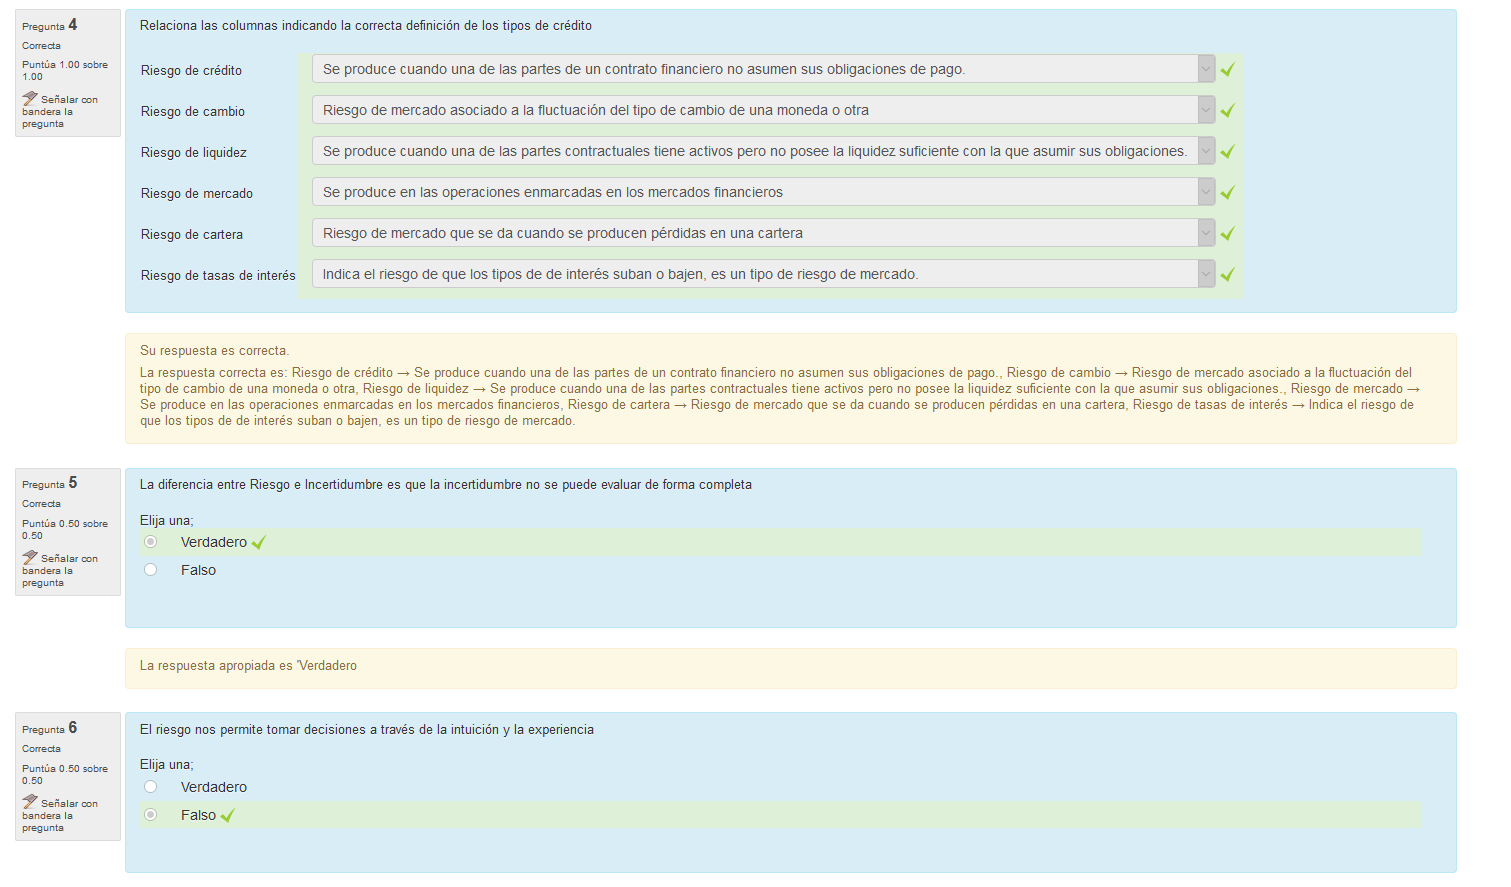 Pregunta 4
Correcta
Puntúa 1.00 sobre
1.00
Señalar con
bandera la
pregunta
Relaciona las columnas indicando la correcta definición de los tipos de crédito
Riesgo de crédito
Se produce cuando una de las partes de un contrato financiero no asumen sus obligaciones de pago.
Riesgo de cambio
Riesgo de mercado asociado a la fluctuación del tipo de cambio de una moneda o otra
Riesgo de liquidez
Se produce cuando una de las partes contractuales tiene activos pero no posee la liquidez suficiente con la que asumir sus obligaciones.
Riesgo de mercado
Se produce en las operaciones enmarcadas en los mercados financieros
Riesgo de cartera
Riesgo de mercado que se da cuando se producen pérdidas en una cartera
Riesgo de tasas de interés
Indica el riesgo de que los tipos de de interés suban o bajen, es un tipo de riesgo de mercado.
Su respuesta es correcta.
La respuesta correcta es: Riesgo de crédito → Se produce cuando una de las partes de un contrato financiero no asumen sus obligaciones de pago., Riesgo de cambio → Riesgo de mercado asociado a la fluctuación del
tipo de cambio de una moneda o otra, Riesgo de liquidez → Se produce cuando una de las partes contractuales tiene activos pero no posee la liquidez suficiente con la que asumir sus obligaciones., Riesgo de mercado →
Se produce en las operaciones enmarcadas en los mercados financieros, Riesgo de cartera → Riesgo de mercado que se da cuando se producen pérdidas en una cartera, Riesgo de tasas de interés → Indica el riesgo de
que los tipos de de interés suban o bajen, es un tipo de riesgo de mercado.
Pregunta 5
Correcta
Puntúa 0.50 sobre
0.50
Señalar con
bandera la
pregunta
La diferencia entre Riesgo e Incertidumbre es que la incertidumbre no se puede evaluar de forma completa
Elija una;
Verdadero
Falso
La respuesta apropiada es 'Verdadero
Pregunta 6
Correcta
Puntúa 0.50 sobre
0.50
Señalar con
bandera la
pregunta
El riesgo nos permite tomar decisiones a través de la intuición y la experiencia
Elija una;
Verdadero
Falso